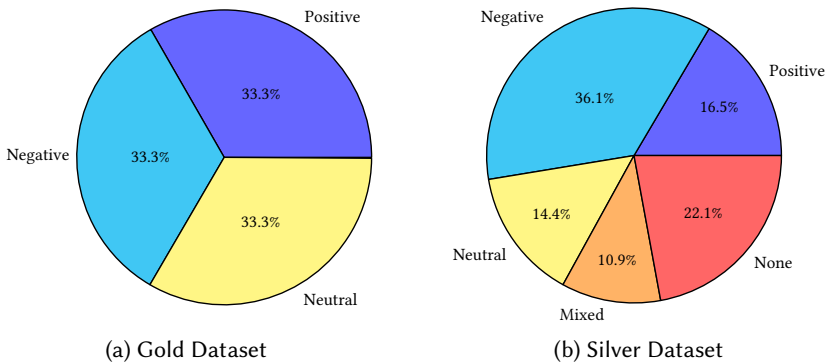 Positive
33.3%
Negative
33.3%
33.3%
Neutral
(a) Gold Dataset
Negative
Positive
36.1%
16.5%
14.4%
22.1%
Neutral
10.9%
None
Mixed
(b) Silver Dataset